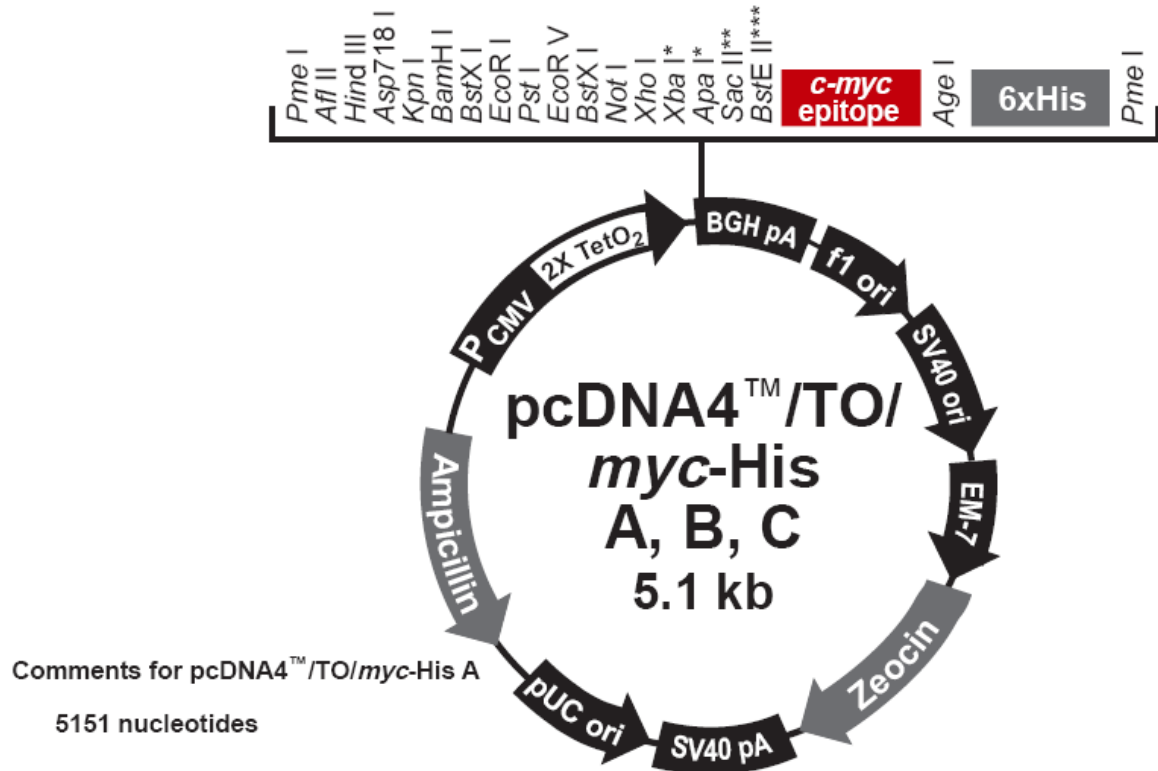 Pme I
Afl II
Hind III
Asp718 I
Kpn I
BamH I
BstX I
EcoR I
Pst I
EcoR V
BstX I
Not I
Xho I
Xba I*
Apa I*
Sac II**
BstE II***
c-myc
epitope
Age I
6xHis
Pme I
P CMV
2X TetO2
BGH pA
f1 ori
SV40 ori
EM-7
Zeocin
SV40 pA
pUC ori
Ampicillin
pcDNA4™/TO/
myc-His
A, B, C
5.1 kb
Comments for pcDNA4™/TO/myc-His A
5151 nucleotides